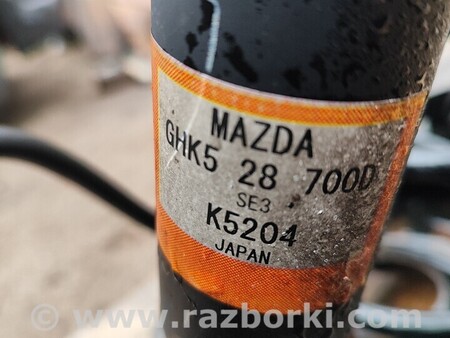 MAZDA
GHK5 28 700D
SE3
K5204
JAPAN
© www.razborki.com